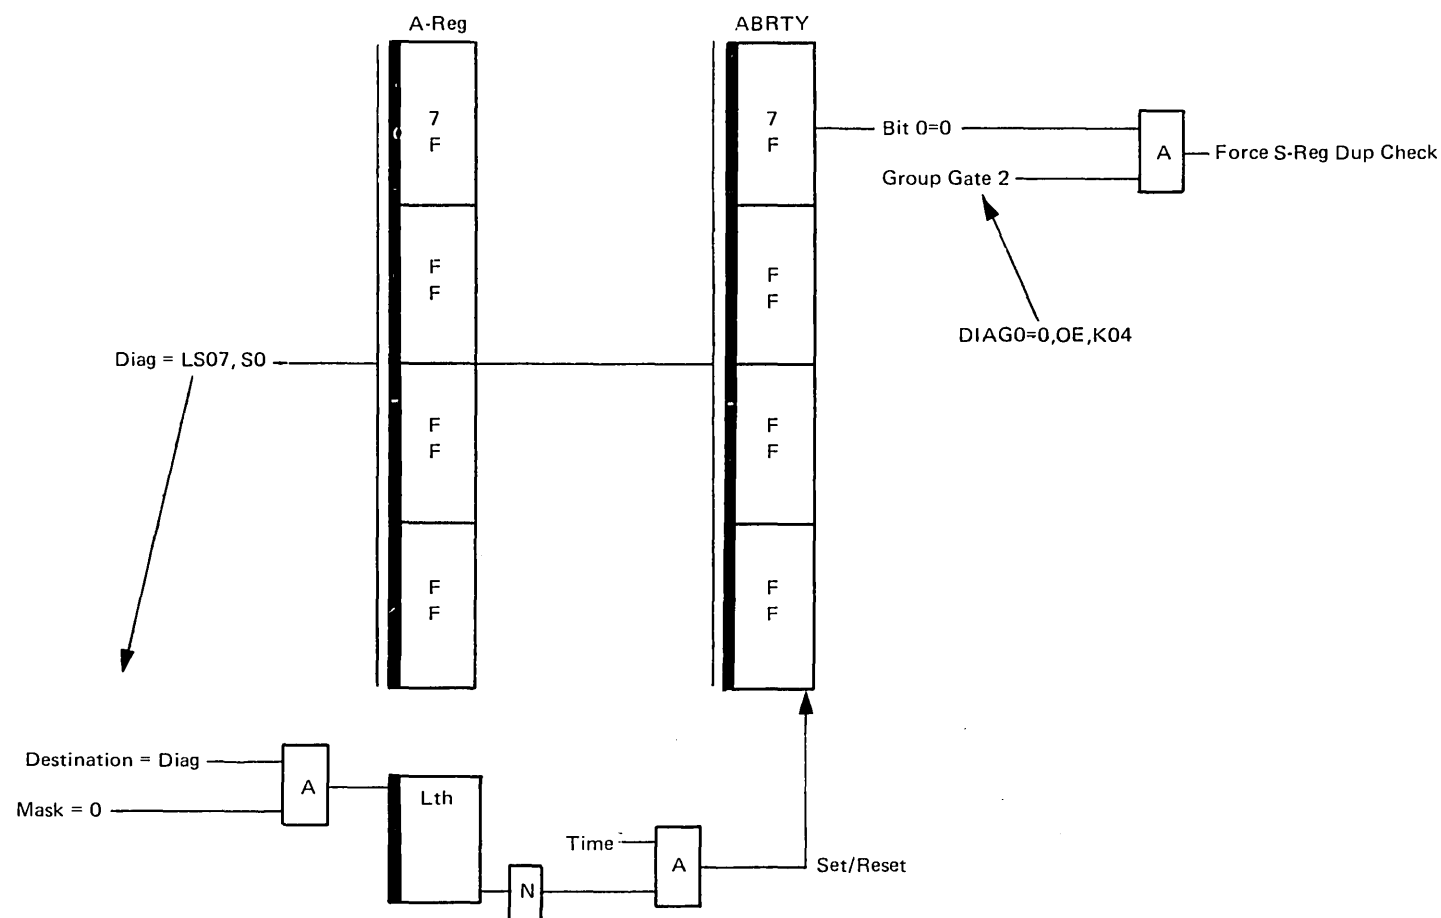 A-Reg
ABRTY
7
F
7
F
Bit 0=0
A
Force S-Reg Dup Check
Group Gate 2
F
F
F
F
DIAG0=0,OE,K04
Diag = LS07, S0
F
F
F
F
F
F
F
F
Destination = Diag
A
Mask = 0
Lth
Time
A
Set/Reset
N